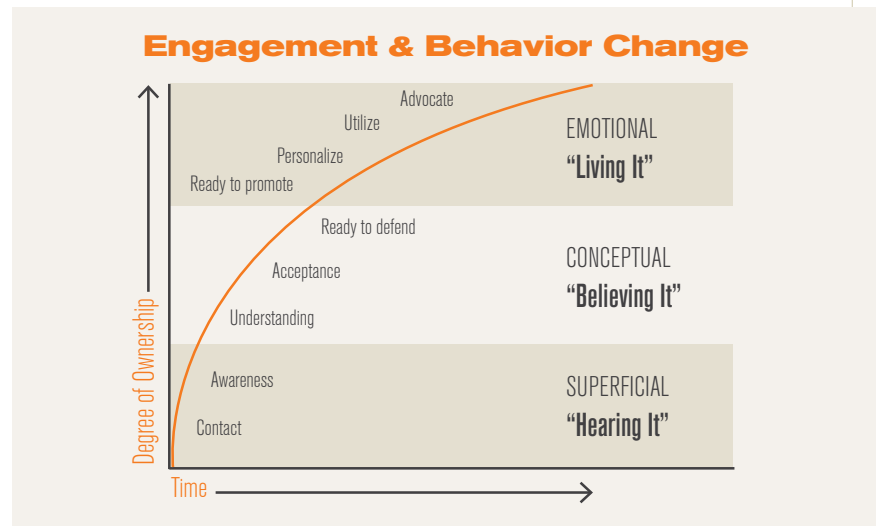 Engagement & Behavior Change
Degree of Ownership
Advocate
Utilize
Personalize
Ready to promote
EMOTIONAL
“Living It”
Ready to defend
Acceptance
Understanding
CONCEPTUAL
“Believing It”
Awareness
Contact
SUPERFICIAL
“Hearing It”
Time